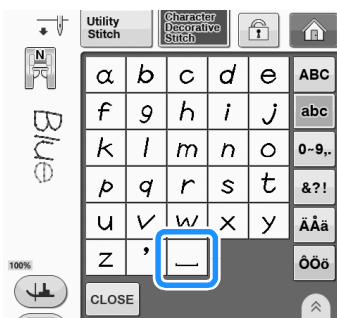 Utility Stitch
Character Decorative Stitch
N
Blue
100%
a b c d e
f g h i j
k l m n o
p q r s t
u v w x y
z ’ ⎵
ABC
abc
0~9,.
&?!
ÄÅä
ÔÖö
CLOSE